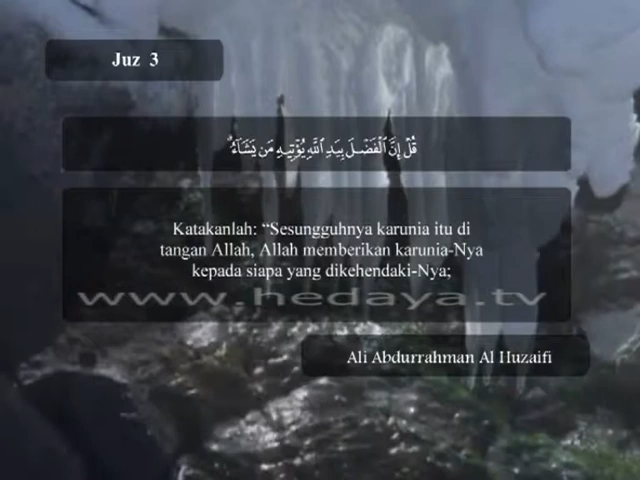 Juz 3
قُلْ إِنَّ ٱلْفَضْلَ بِيَدِ ٱللَّهِ يُؤْتِيهِ مَن يَشَآءُ ۗ
Katakanlah: “Sesungguhnya karunia itu di
tangan Allah, Allah memberikan karunia-Nya
kepada siapa yang dikehendaki-Nya;
www.hedaya.tv
Ali Abdurrahman Al Huzaifi